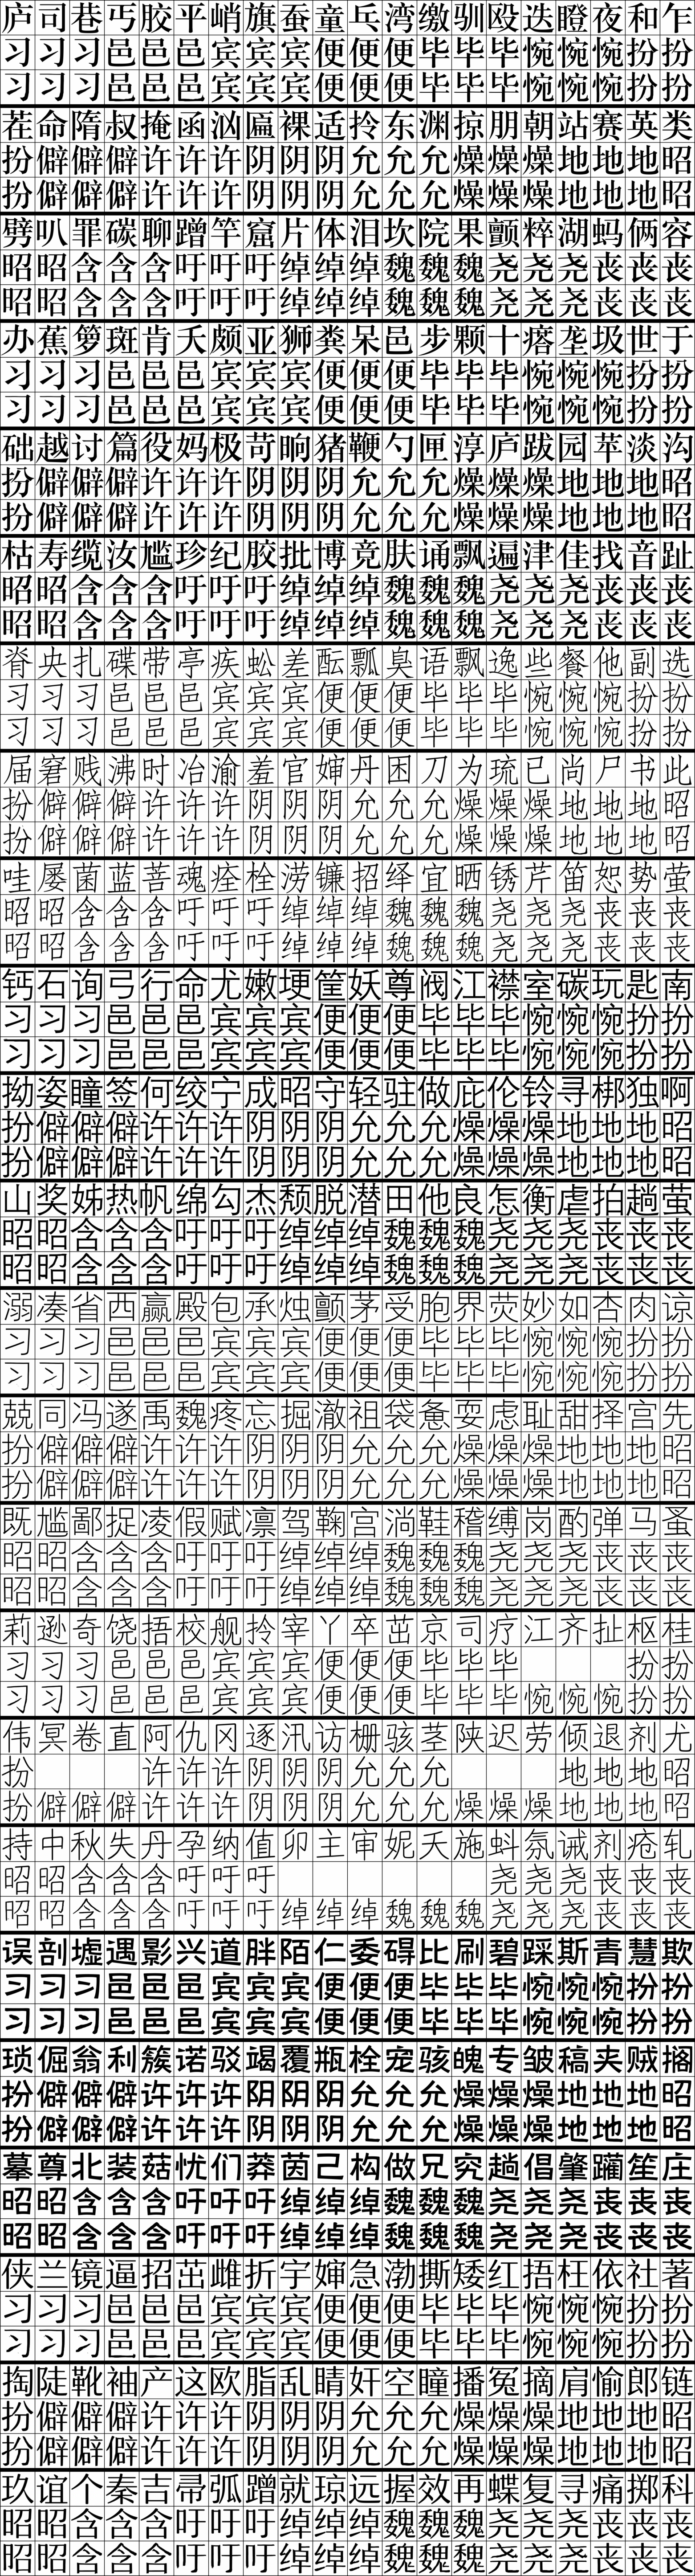 庐司巷丐胶平峭旗蚕童乓湾缴驯殴迭瞪夜和乍
习习习邑邑邑宾宾宾便便便毕毕毕惋惋惋扮扮
习习习邑邑邑宾宾宾便便便毕毕毕惋惋惋扮扮
茬命隋叔掩函汹匾裸适拎东渊掠朋朝站赛英类
扮僻僻僻许许许阴阴阴允允允燥燥燥地地地昭
扮僻僻僻许许许阴阴阴允允允燥燥燥地地地昭
劈叭罪碳聊蹭竿窟片体泪坎院果颤粹湖蚂俩容
昭昭含含含吁吁吁绰绰绰魏魏魏尧尧尧丧丧丧
昭昭含含含吁吁吁绰绰绰魏魏魏尧尧尧丧丧丧
办蕉箩斑肯夭颇亚狮粪呆邑步颗十瘩垄圾世于
习习习邑邑邑宾宾宾便便便毕毕毕惋惋惋扮扮
习习习邑邑邑宾宾宾便便便毕毕毕惋惋惋扮扮
础越讨篇役妈极苛晌猪鞭勺匣淳庐跋园苹淡沟
扮僻僻僻许许许阴阴阴允允允燥燥燥地地地昭
扮僻僻僻许许许阴阴阴允允允燥燥燥地地地昭
枯寿缆汝尴珍纪胶批博竞肤诵飘遍津佳找音趾
昭昭含含含吁吁吁绰绰绰魏魏魏尧尧尧丧丧丧
昭昭含含含吁吁吁绰绰绰魏魏魏尧尧尧丧丧丧
脊央扎碟带亭疾蚣差酝瓢臭语飘逸些餐他副选
习习习邑邑邑宾宾宾便便便毕毕毕惋惋惋扮扮
习习习邑邑邑宾宾宾便便便毕毕毕惋惋惋扮扮
届窘贱沸时冶渝羞官婶丹困刀为琉已尚尸书此
扮僻僻僻许许许阴阴阴允允允燥燥燥地地地昭
扮僻僻僻许许许阴阴阴允允允燥燥燥地地地昭
哇屡菌蓝菩魂痊栓涝镰招绎宜晒锈芹笛恕势萤
昭昭含含含吁吁吁绰绰绰魏魏魏尧尧尧丧丧丧
昭昭含含含吁吁吁绰绰绰魏魏魏尧尧尧丧丧丧
钙石询弓行命尤嫩埂筐妖尊阀江襟室碳玩匙南
习习习邑邑邑宾宾宾便便便毕毕毕惋惋惋扮扮
习习习邑邑邑宾宾宾便便便毕毕毕惋惋惋扮扮
拗姿瞳签何绞宁成昭守轻驻做庇伦铃寻梆独啊
扮僻僻僻许许许阴阴阴允允允燥燥燥地地地昭
扮僻僻僻许许许阴阴阴允允允燥燥燥地地地昭
山奖姊热帆绵勾杰颓脱潜田他良怎衡虐拍趟萤
昭昭含含含吁吁吁绰绰绰魏魏魏尧尧尧丧丧丧
昭昭含含含吁吁吁绰绰绰魏魏魏尧尧尧丧丧丧
溺凑省西赢殿包承烛颤茅受胞界荧妙如杏肉谅
习习习邑邑邑宾宾宾便便便毕毕毕惋惋惋扮扮
习习习邑邑邑宾宾宾便便便毕毕毕惋惋惋扮扮
兢同冯遂禹魏疼忘掘澈祖袋惫耍虑耻甜择宫先
扮僻僻僻许许许阴阴阴允允允燥燥燥地地地昭
扮僻僻僻许许许阴阴阴允允允燥燥燥地地地昭
既尴鄙捉凌假赋凛驾鞠宫淌鞋稽缚岗酌弹马蚤
昭昭含含含吁吁吁绰绰绰魏魏魏尧尧尧丧丧丧
昭昭含含含吁吁吁绰绰绰魏魏魏尧尧尧丧丧丧
莉逊奇饶捂校舰拎宰丫卒茁京司疗江齐扯枢桂
习习习邑邑邑宾宾宾便便便毕毕毕扮扮
习习习邑邑邑宾宾宾便便便毕毕毕惋惋惋扮扮
伟冥卷直阿仇冈逐汛访栅骇茎陕迟劳倾退剂尤
扮许许许阴阴阴允允允地地地昭
扮僻僻僻许许许阴阴阴允允允燥燥燥地地地昭
持中秋失丹孕纳值卯主审妮夭施蚪氛诫剂疮轧
昭昭含含含吁吁吁尧尧尧丧丧丧
昭昭含含含吁吁吁绰绰绰魏魏魏尧尧尧丧丧丧
误剖墟遇影兴道胖陌仁委碍比刷碧踩斯青慧欺
习习习邑邑邑宾宾宾便便便毕毕毕惋惋惋扮扮
习习习邑邑邑宾宾宾便便便毕毕毕惋惋惋扮扮
琐倔翁利簇诺驳竭覆瓶栓宠骇魄专皱稿夹贼搁
扮僻僻僻许许许阴阴阴允允允燥燥燥地地地昭
扮僻僻僻许许许阴阴阴允允允燥燥燥地地地昭
摹尊北装菇忧们莽茵己构做兄究趟倡肇躏笙庄
昭昭含含含吁吁吁绰绰绰魏魏魏尧尧尧丧丧丧
昭昭含含含吁吁吁绰绰绰魏魏魏尧尧尧丧丧丧
侠兰镜逼招茁雌折宇婶急渤撕矮红捂枉依社著
习习习邑邑邑宾宾宾便便便毕毕毕惋惋惋扮扮
习习习邑邑邑宾宾宾便便便毕毕毕惋惋惋扮扮
掏陡靴袖产这欧脂乱睛奸空瞳播冤摘肩愉郎链
扮僻僻僻许许许阴阴阴允允允燥燥燥地地地昭
扮僻僻僻许许许阴阴阴允允允燥燥燥地地地昭
玖谊个秦吉帚弧蹭就琼远握效再蝶复寻痛掷科
昭昭含含含吁吁吁绰绰绰魏魏魏尧尧尧丧丧丧
昭昭含含含吁吁吁绰绰绰魏魏魏尧尧尧丧丧丧